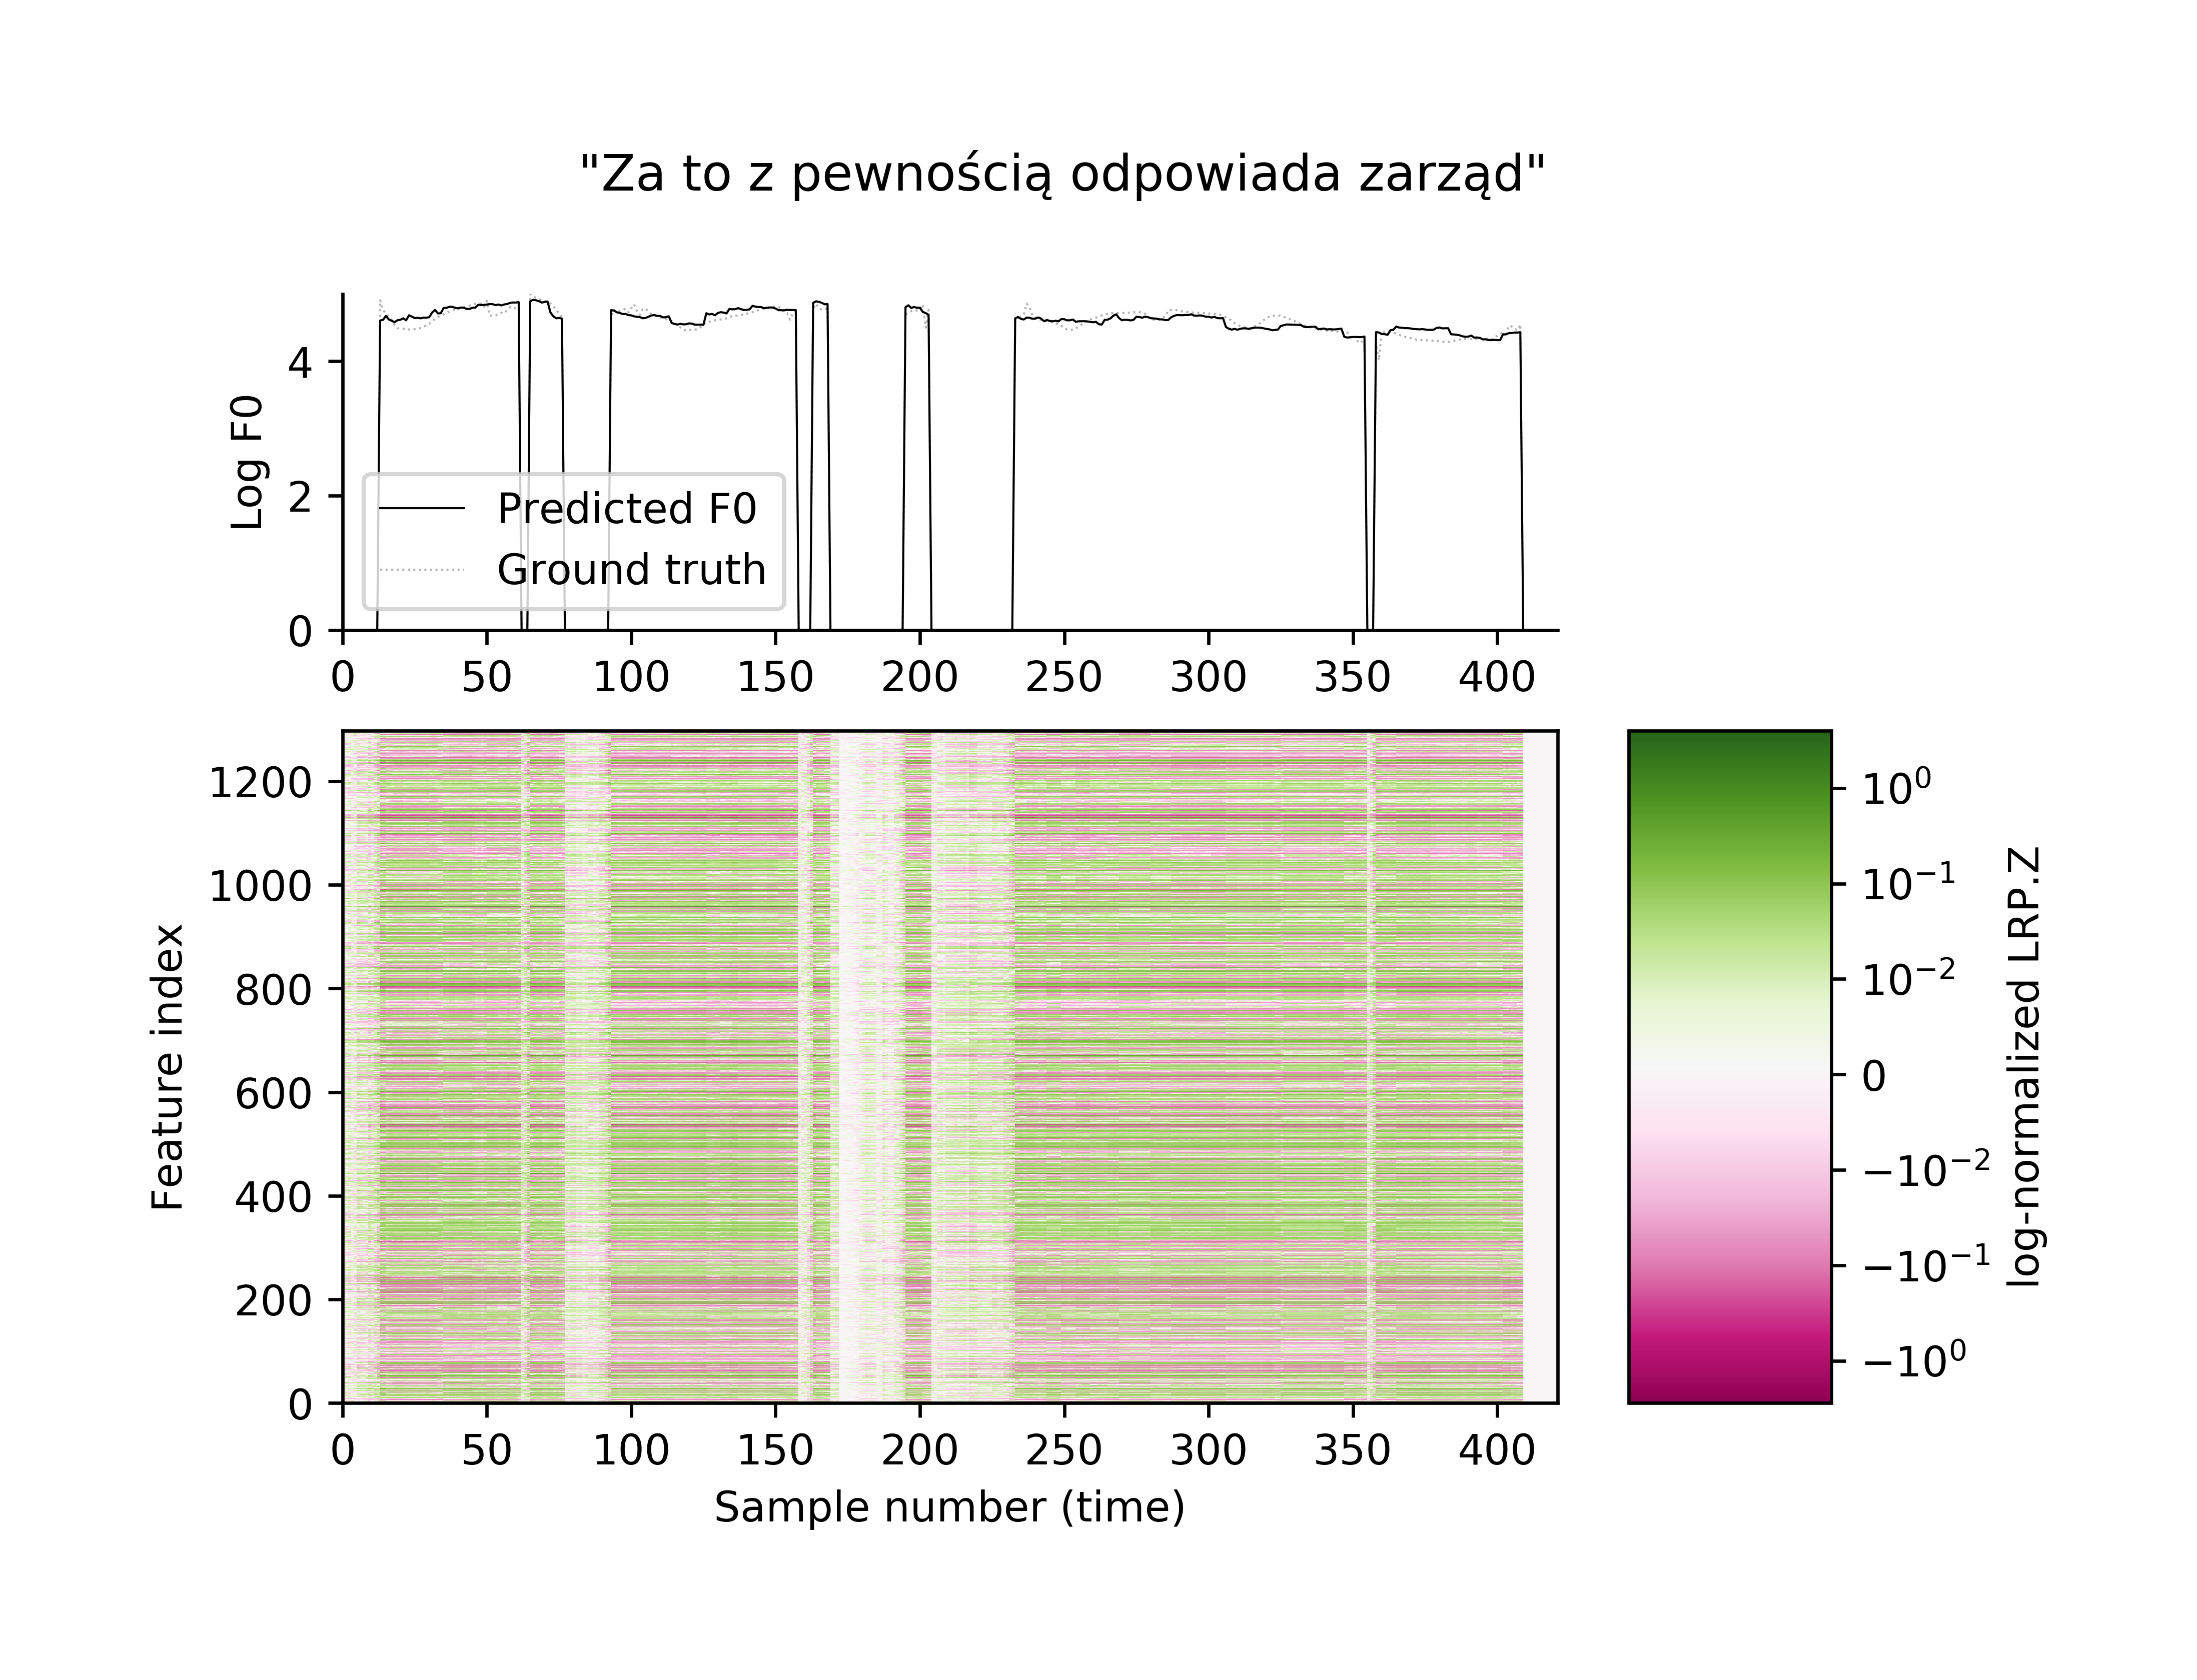 "Za to z pewnością odpowiada zarząd"
Log F0
4
2
0
Predicted F0
Ground truth
0 50 100 150 200 250 300 350 400
Feature index
1200
1000
800
600
400
200
0
0 50 100 150 200 250 300 350 400
Sample number (time)
10⁰
10⁻¹
10⁻²
0
−10⁻²
−10⁻¹
−10⁰
log-normalized LRP.Z